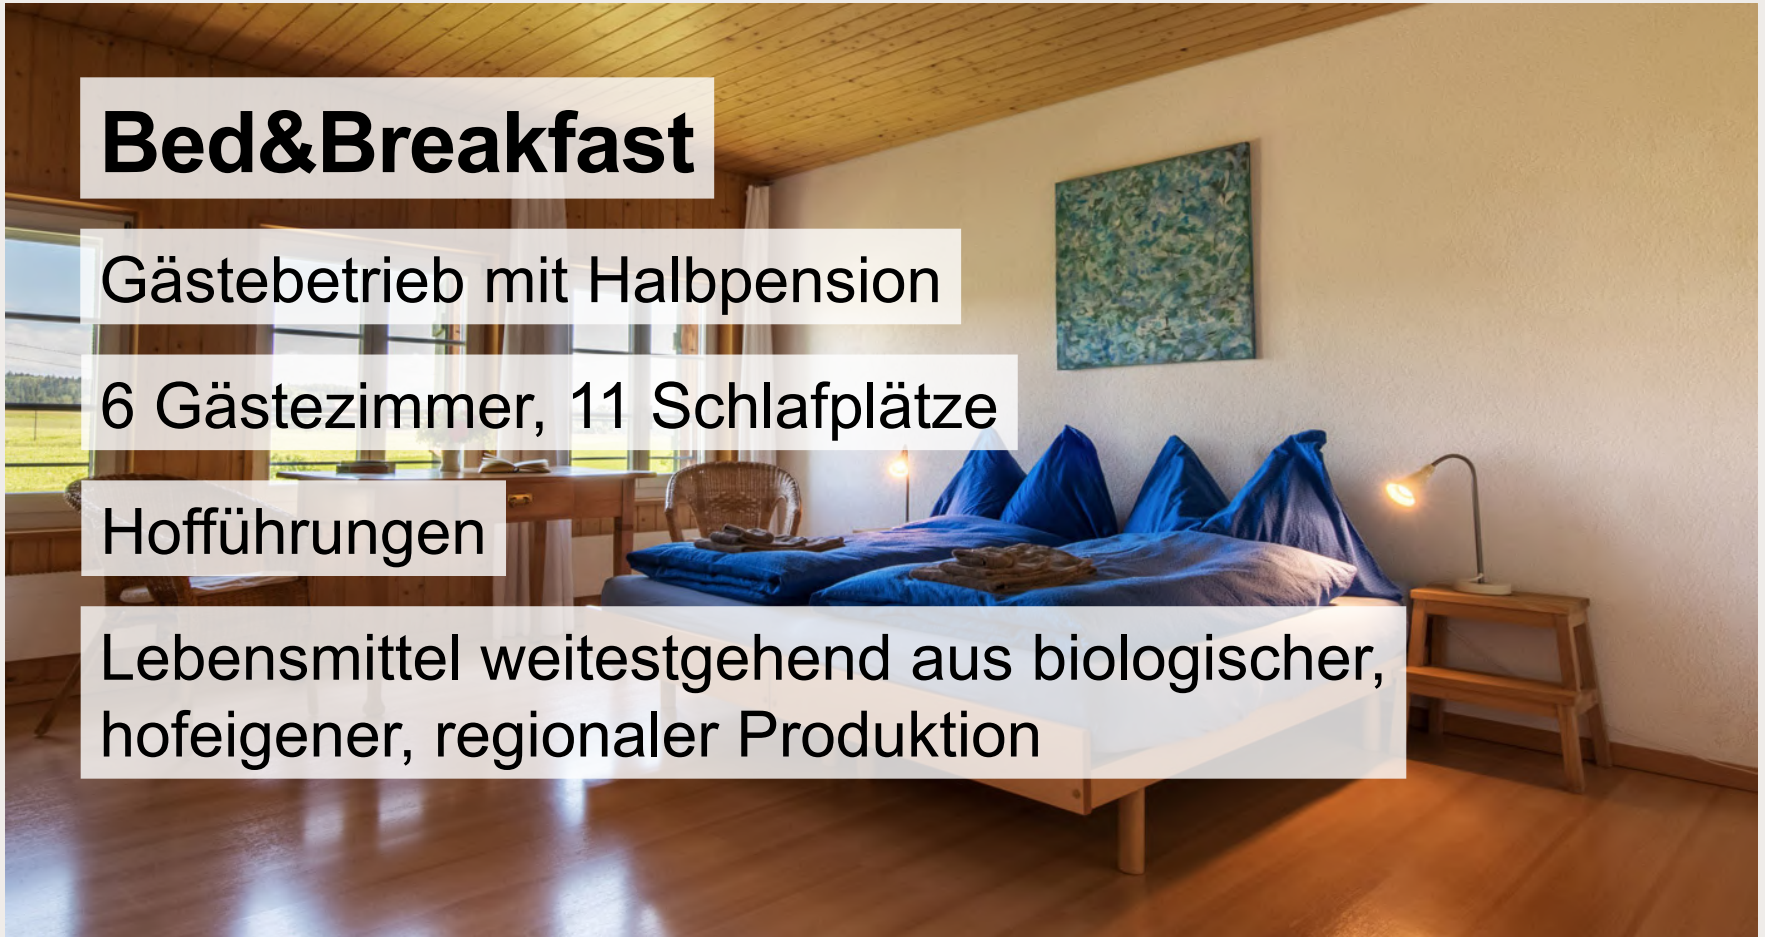 Bed&Breakfast
Gästebetrieb mit Halbpension
6 Gästezimmer, 11 Schlafplätze
Hofführungen
Lebensmittel weitestgehend aus biologischer,
hofeigener, regionaler Produktion